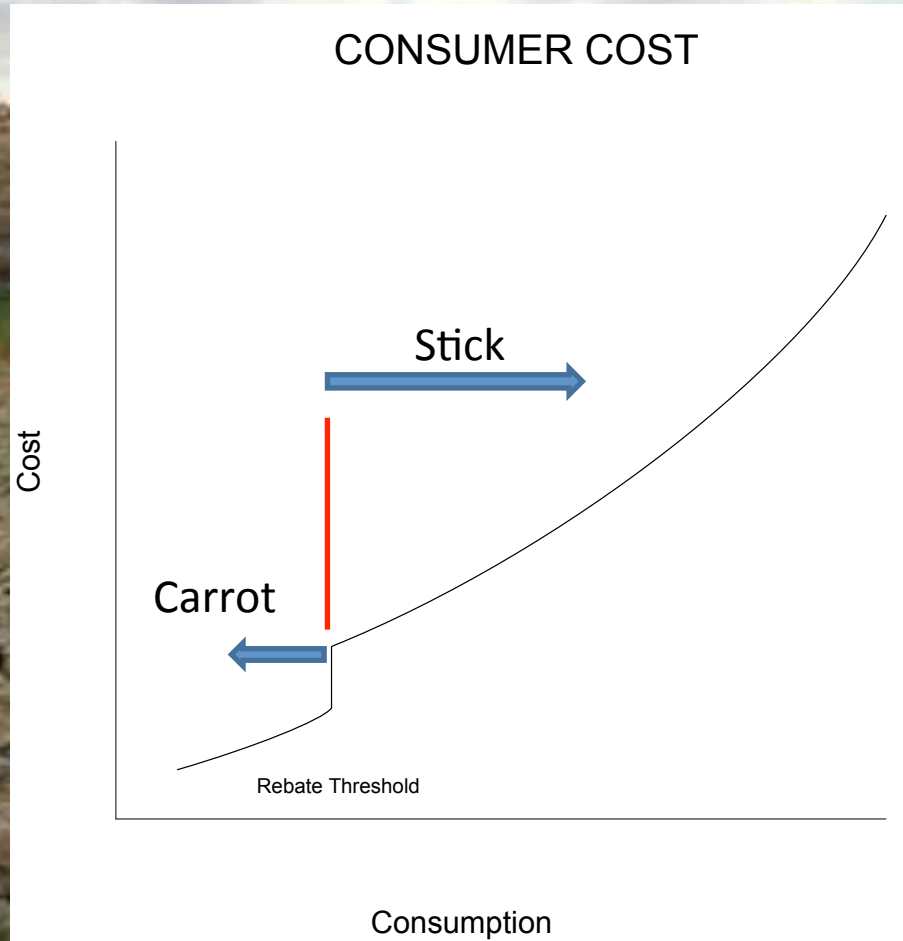 CONSUMER COST
Stick
Cost
Carrot
Rebate Threshold
Consumption